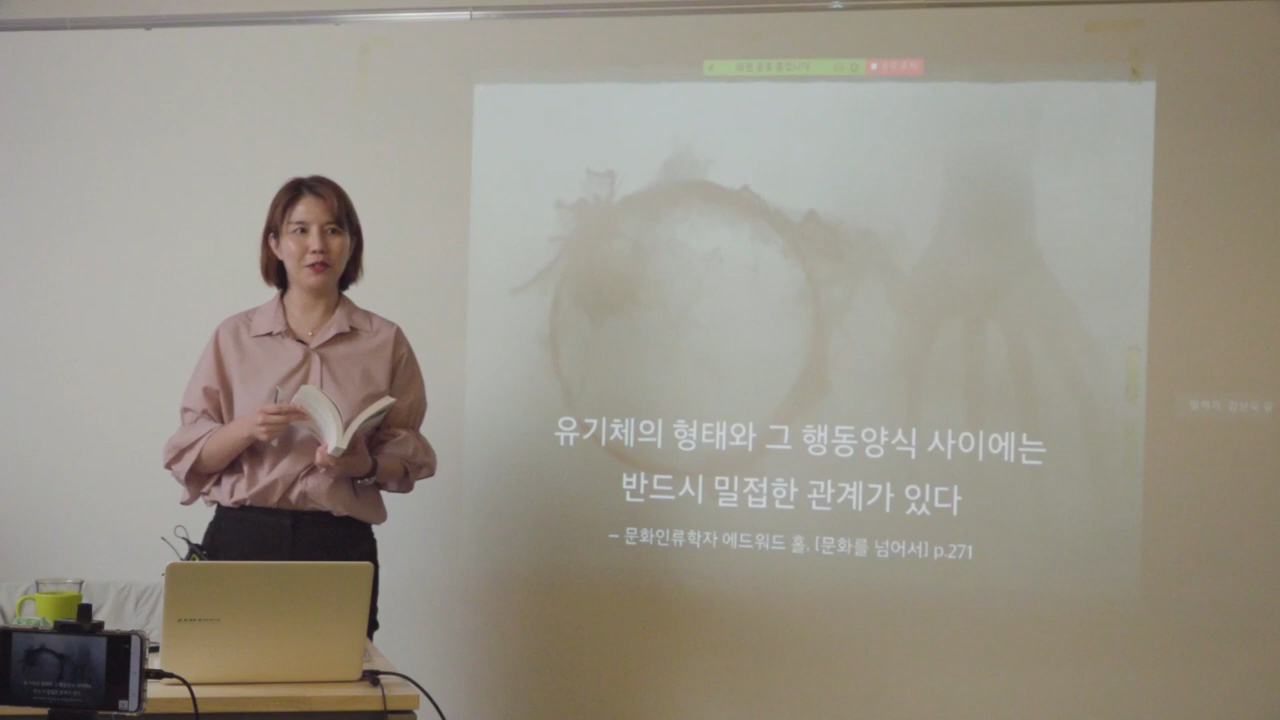 유기체의 형태와 그 행동양식 사이에는
반드시 밀접한 관계가 있다
– 문화인류학자 에드워드 홀, [문화를 넘어서] p.271